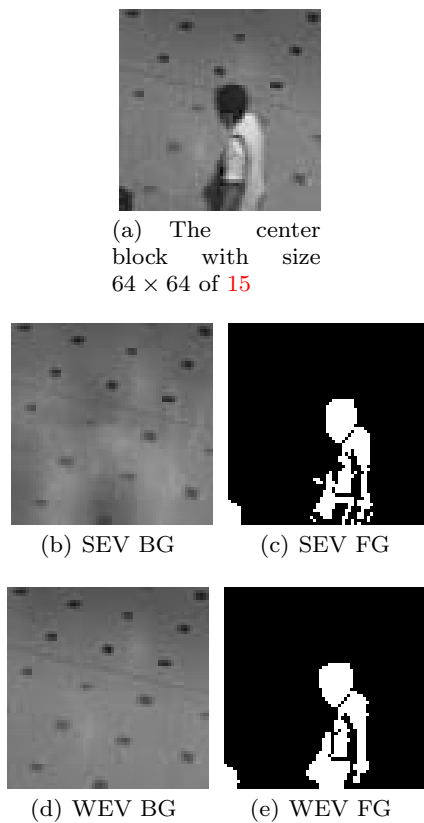 (a) The center
block with size
64 × 64 of 15
(b) SEV BG
(c) SEV FG
(d) WEV BG
(e) WEV FG